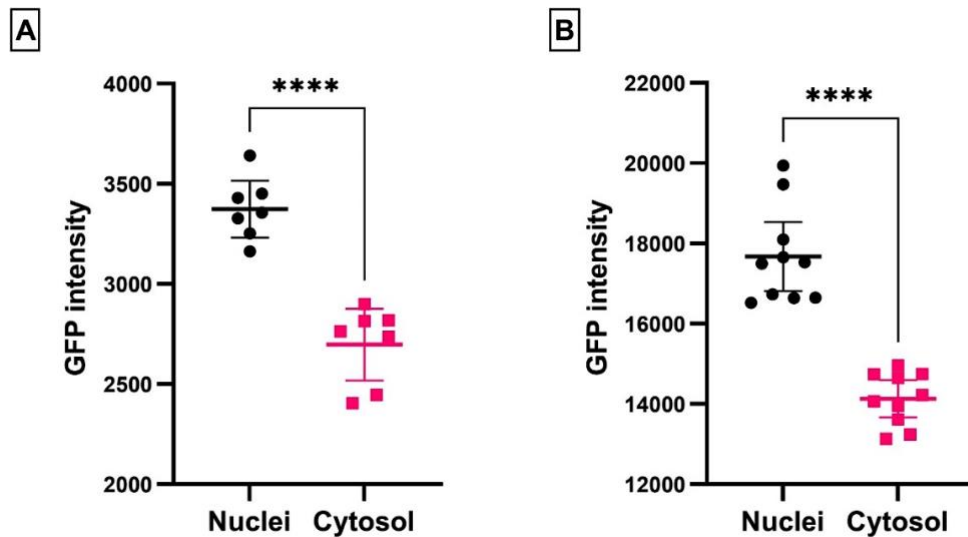 A
GFP intensity
4000
3500
3000
2500
2000
****
Nuclei Cytosol
B
GFP intensity
22000
20000
18000
16000
14000
12000
****
Nuclei Cytosol